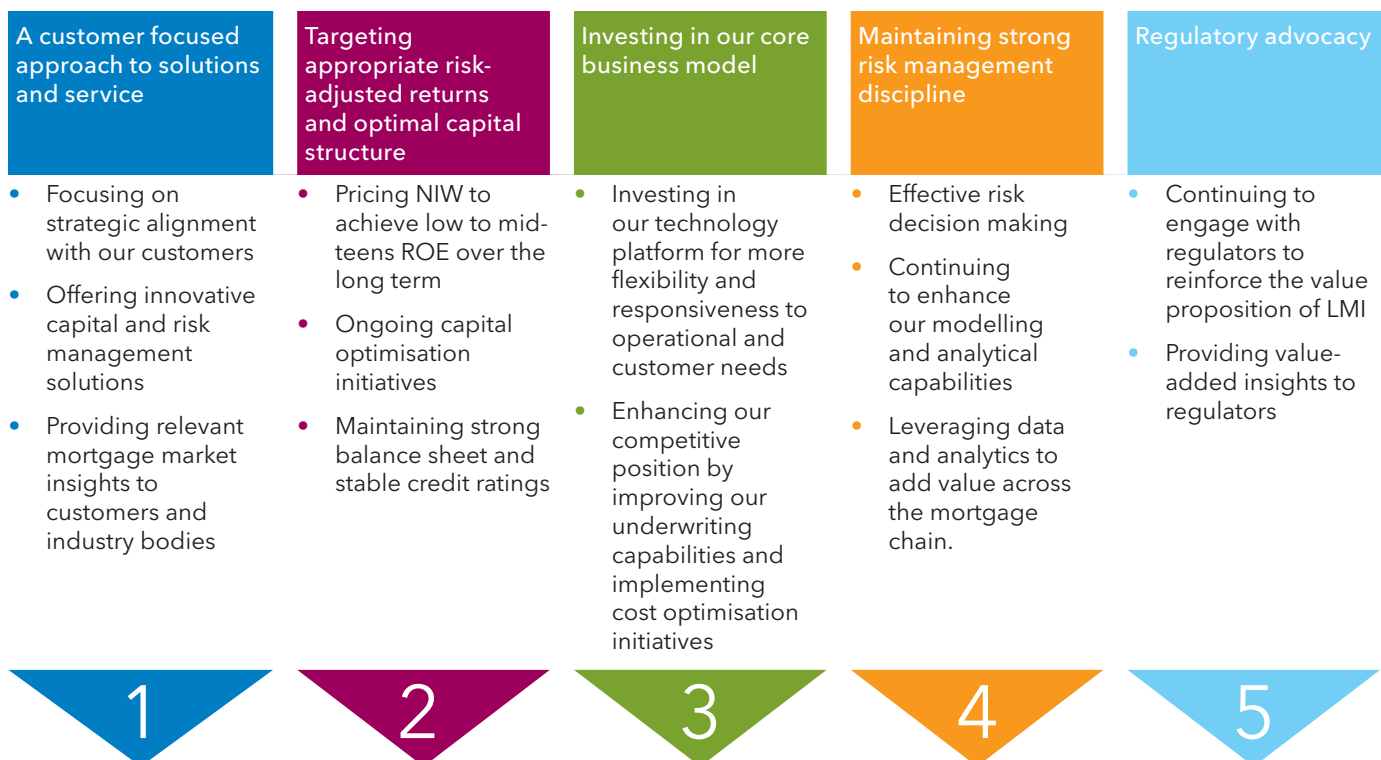 A customer focused
approach to solutions
and service
• Focusing on
strategic alignment
with our customers
• Offering innovative
capital and risk
management
solutions
• Providing relevant
mortgage market
insights to
customers and
industry bodies
1
Targeting
appropriate risk-
adjusted returns
and optimal capital
structure
• Pricing NIW to
achieve low to mid-
teens ROE over the
long term
• Ongoing capital
optimisation
initiatives
• Maintaining strong
balance sheet and
stable credit ratings
2
Investing in our core
business model
• Investing in
our technology
platform for more
flexibility and
responsiveness to
operational and
customer needs
• Enhancing our
competitive
position by
improving our
underwriting
capabilities and
implementing
cost optimisation
initiatives
3
Maintaining strong
risk management
discipline
• Effective risk
decision making
• Continuing
to enhance
our modelling
and analytical
capabilities
• Leveraging data
and analytics to
add value across
the mortgage
chain.
4
Regulatory advocacy
• Continuing to
engage with
regulators to
reinforce the value
proposition of LMI
• Providing value-
added insights to
regulators
5